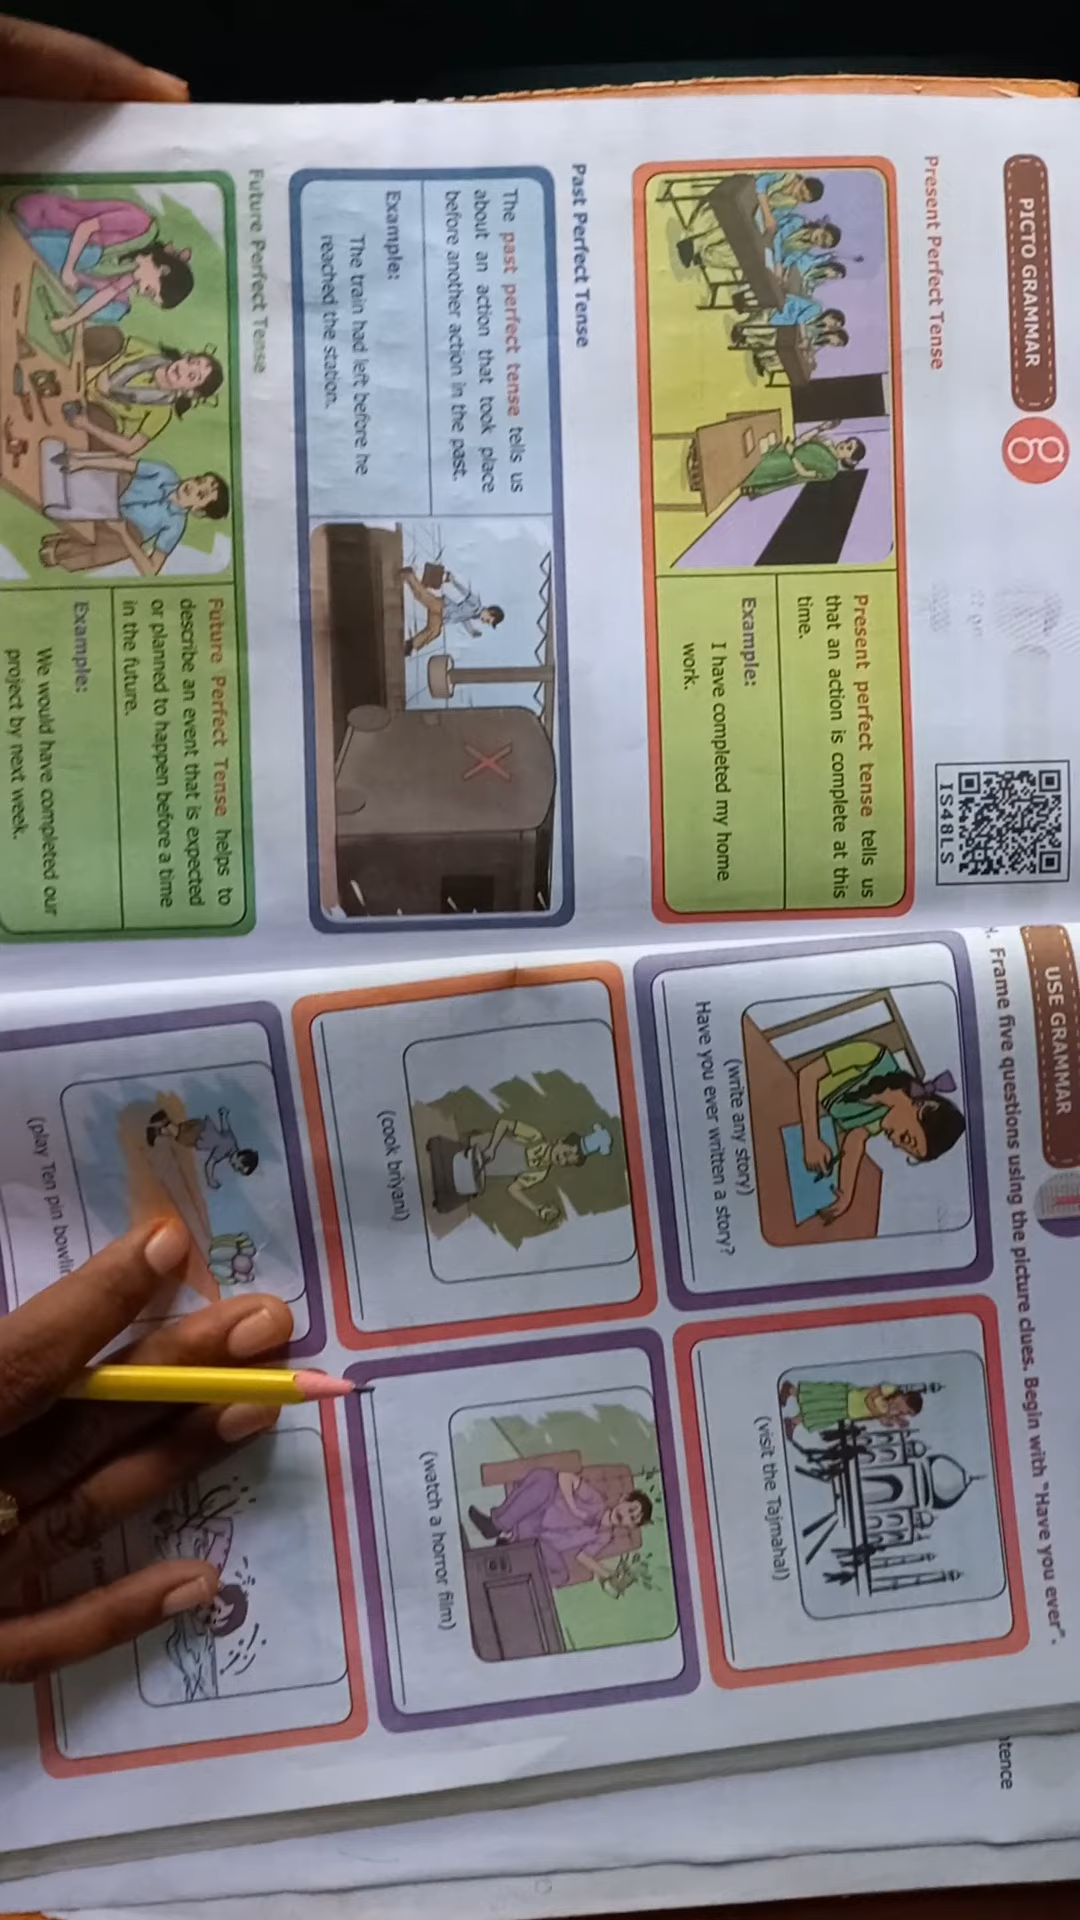 PICTO GRAMMAR
g
IS48LS
Present Perfect Tense
Present perfect tense tells us
that an action is complete at this
time.
Example:
I have completed my home
work.
Past Perfect Tense
The past perfect tense tells us
about an action that took place
before another action in the past.
Example:
The train had left before he
reached the station.
X
Future Perfect Tense
Future Perfect Tense helps to
describe an event that is expected
or planned to happen before a time
in the future.
Example:
We would have completed our
project by next week.
USE GRAMMAR
Frame five questions using the picture clues. Begin with "Have you ever".
(write any story)
Have you ever written a story?
(visit the Tajmahal)
(cook briyani)
(watch a horror film)
(play Ten pin